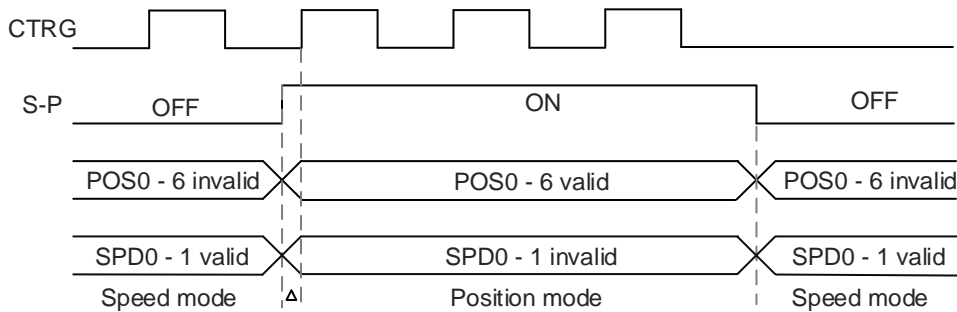 CTRG
S-P OFF ON OFF
POS0 - 6 invalid POS0 - 6 valid POS0 - 6 invalid
SPD0 - 1 valid SPD0 - 1 invalid SPD0 - 1 valid
Speed mode Δ Position mode Speed mode